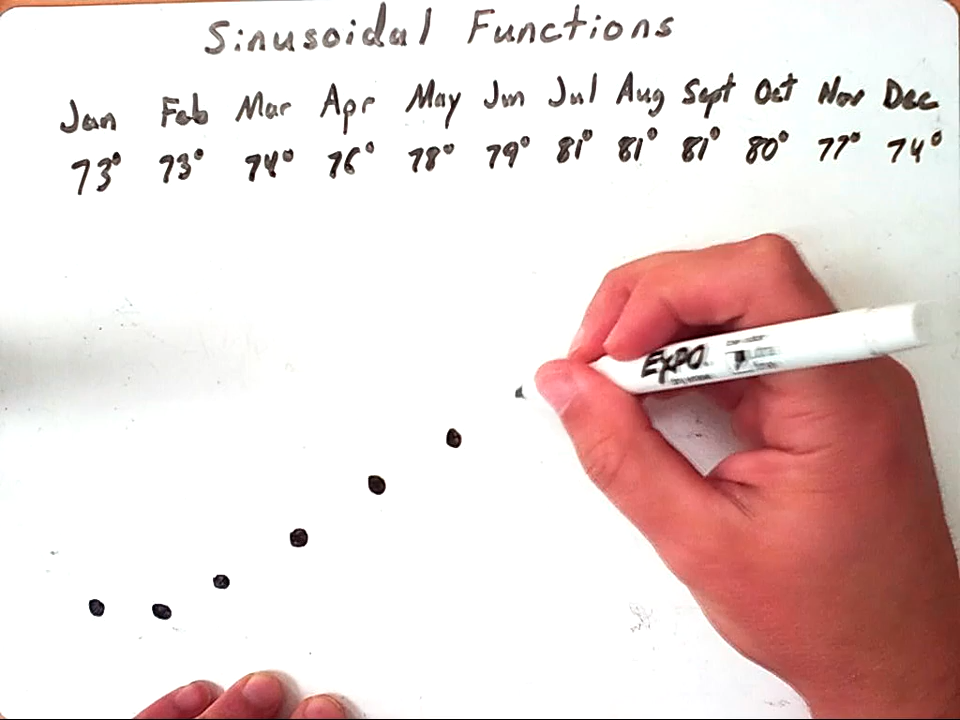 Sinusoidal Functions
Jan Feb Mar Apr May Jun Jul Aug Sept Oct Nov Dec
73° 73° 74° 76° 78° 79° 81° 81° 81° 80° 77° 74°
EXPO